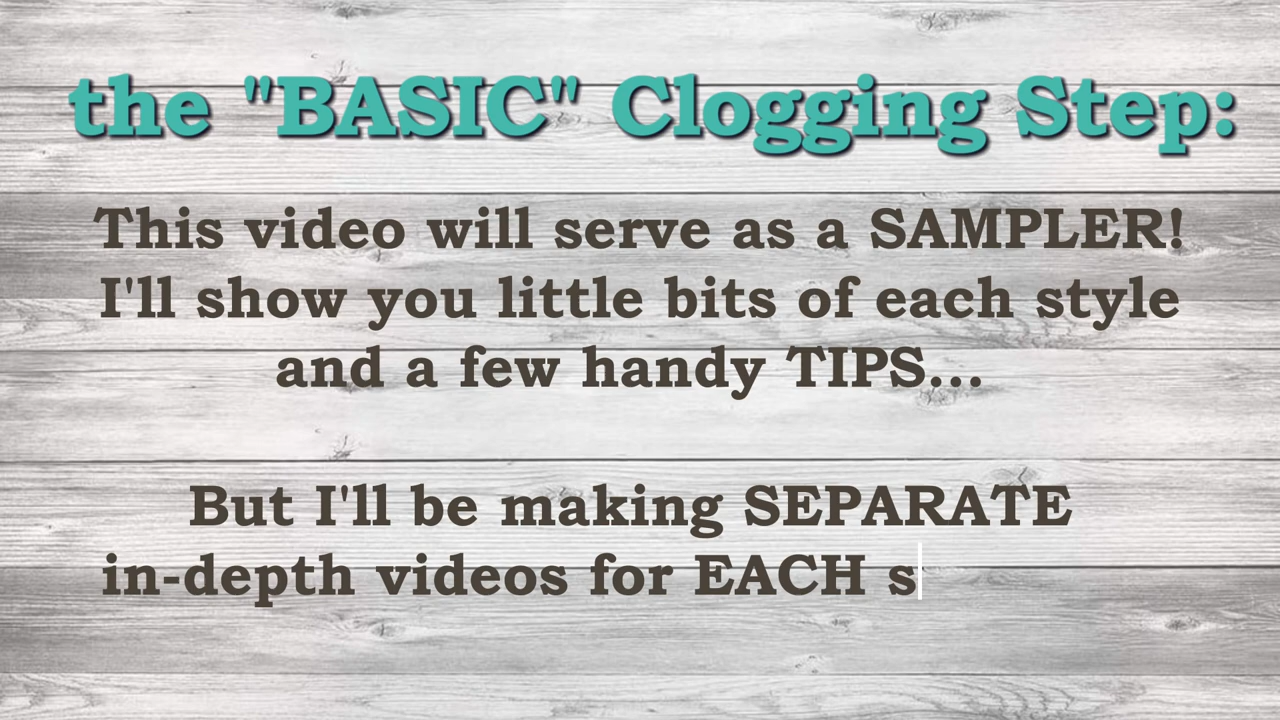 the "BASIC" Clogging Step:
This video will serve as a SAMPLER!
I'll show you little bits of each style
and a few handy TIPS...
But I'll be making SEPARATE
in-depth videos for EACH s